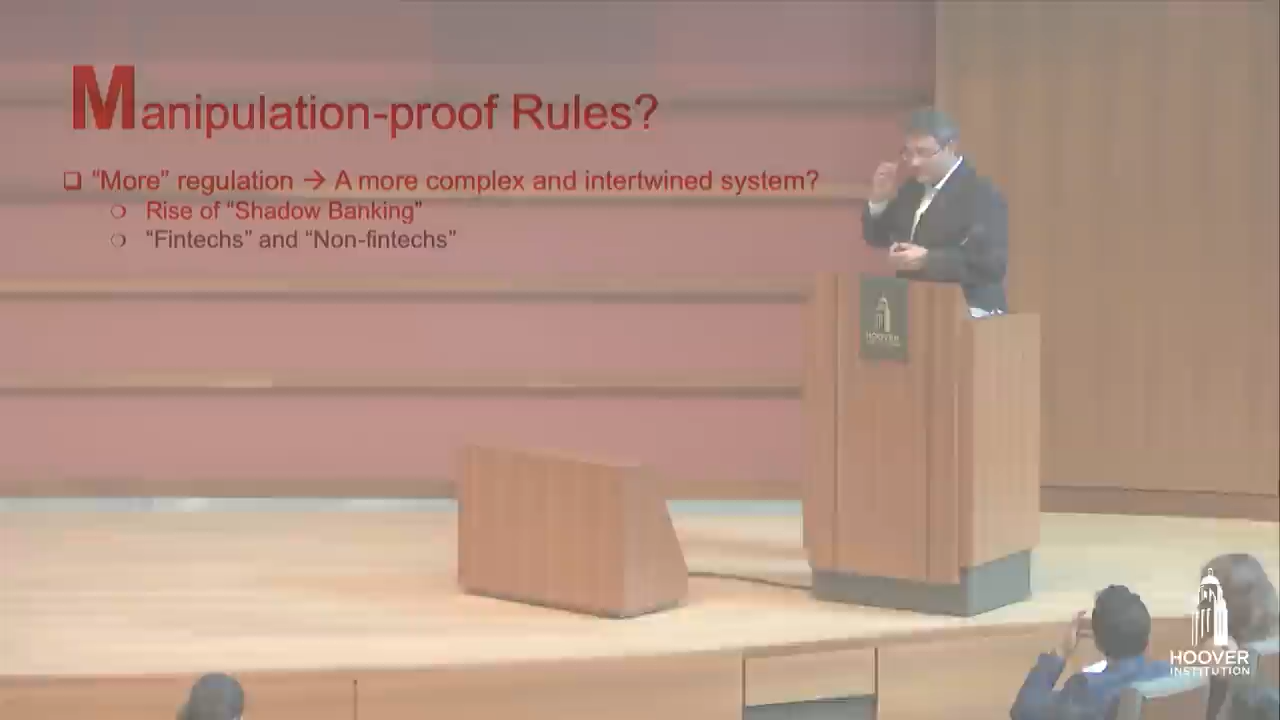 Manipulation-proof Rules?
❑ “More” regulation → A more complex and intertwined system?
○ Rise of “Shadow Banking”
○ “Fintechs” and “Non-fintechs”
HOOVER
HOOVER
INSTITUTION